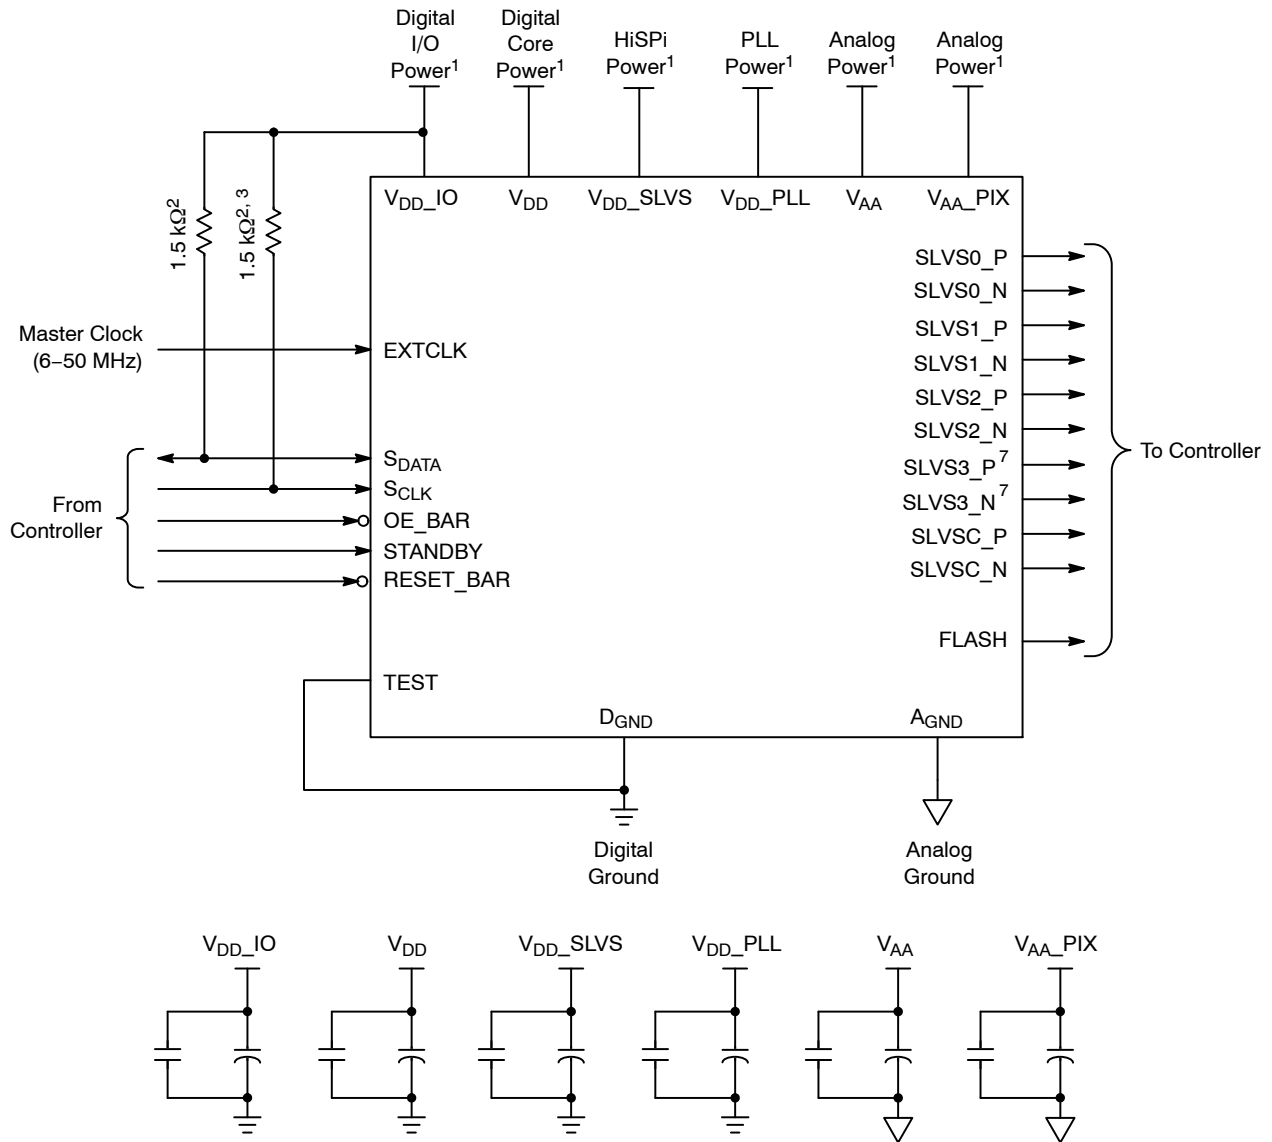 Digital
I/O
Power1
Digital
Core
Power1
HiSPi
Power1
PLL
Power1
Analog
Power1
Analog
Power1
VDD_IO
VDD
VDD_SLVS
VDD_PLL
VAA
VAA_PIX
1.5 kΩ2
1.5 kΩ2, 3
Master Clock
(6–50 MHz)
EXTCLK
From
Controller
SDATA
SCLK
OE_BAR
STANDBY
RESET_BAR
TEST
SLVS0_P
SLVS0_N
SLVS1_P
SLVS1_N
SLVS2_P
SLVS2_N
SLVS3_P7
SLVS3_N7
SLVSC_P
SLVSC_N
FLASH
To Controller
DGND
AGND
Digital
Ground
Analog
Ground
VDD_IO
VDD
VDD_SLVS
VDD_PLL
VAA
VAA_PIX